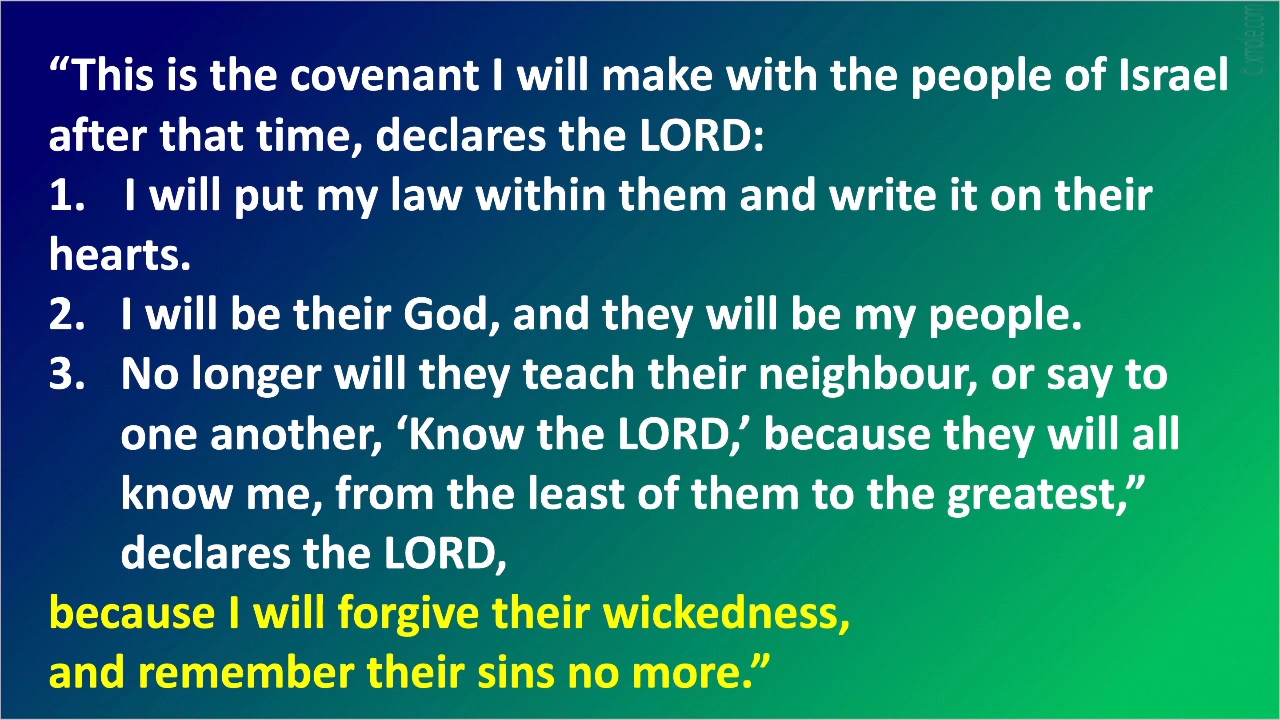 “This is the covenant I will make with the people of Israel
after that time, declares the LORD:
1. I will put my law within them and write it on their
hearts.
2. I will be their God, and they will be my people.
3. No longer will they teach their neighbour, or say to
one another, ‘Know the LORD,’ because they will all
know me, from the least of them to the greatest,”
declares the LORD,
because I will forgive their wickedness,
and remember their sins no more.”